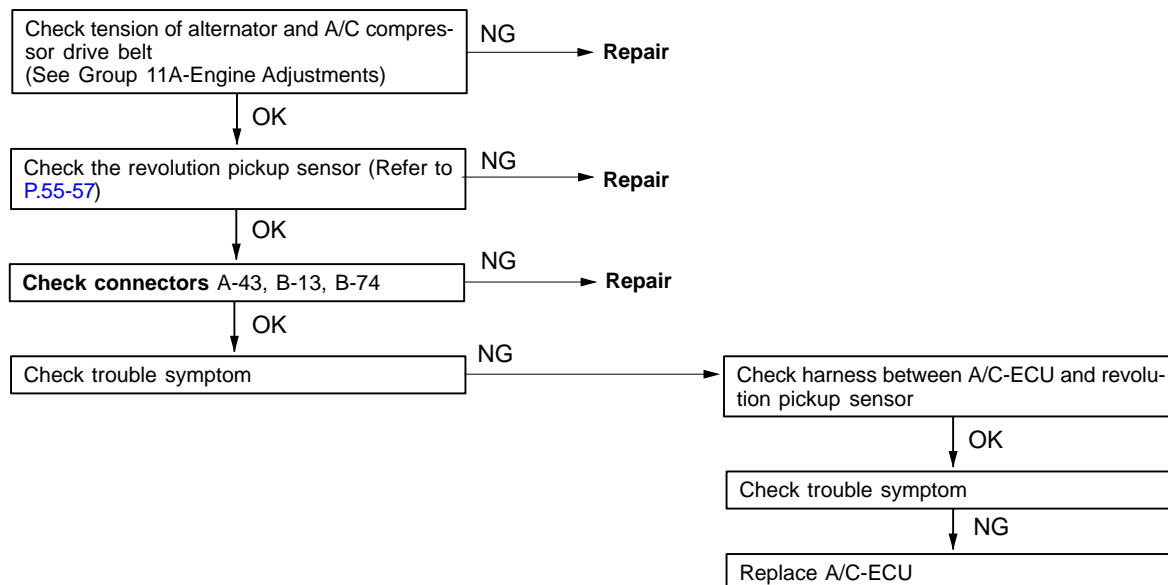 Check tension of alternator and A/C compres-
sor drive belt
(See Group 11A-Engine Adjustments)
NG
Repair
OK
Check the revolution pickup sensor (Refer to
P.55-57)
NG
Repair
OK
Check connectors A-43, B-13, B-74
NG
Repair
OK
Check trouble symptom
NG
Check harness between A/C-ECU and revolu-
tion pickup sensor
OK
Check trouble symptom
NG
Replace A/C-ECU